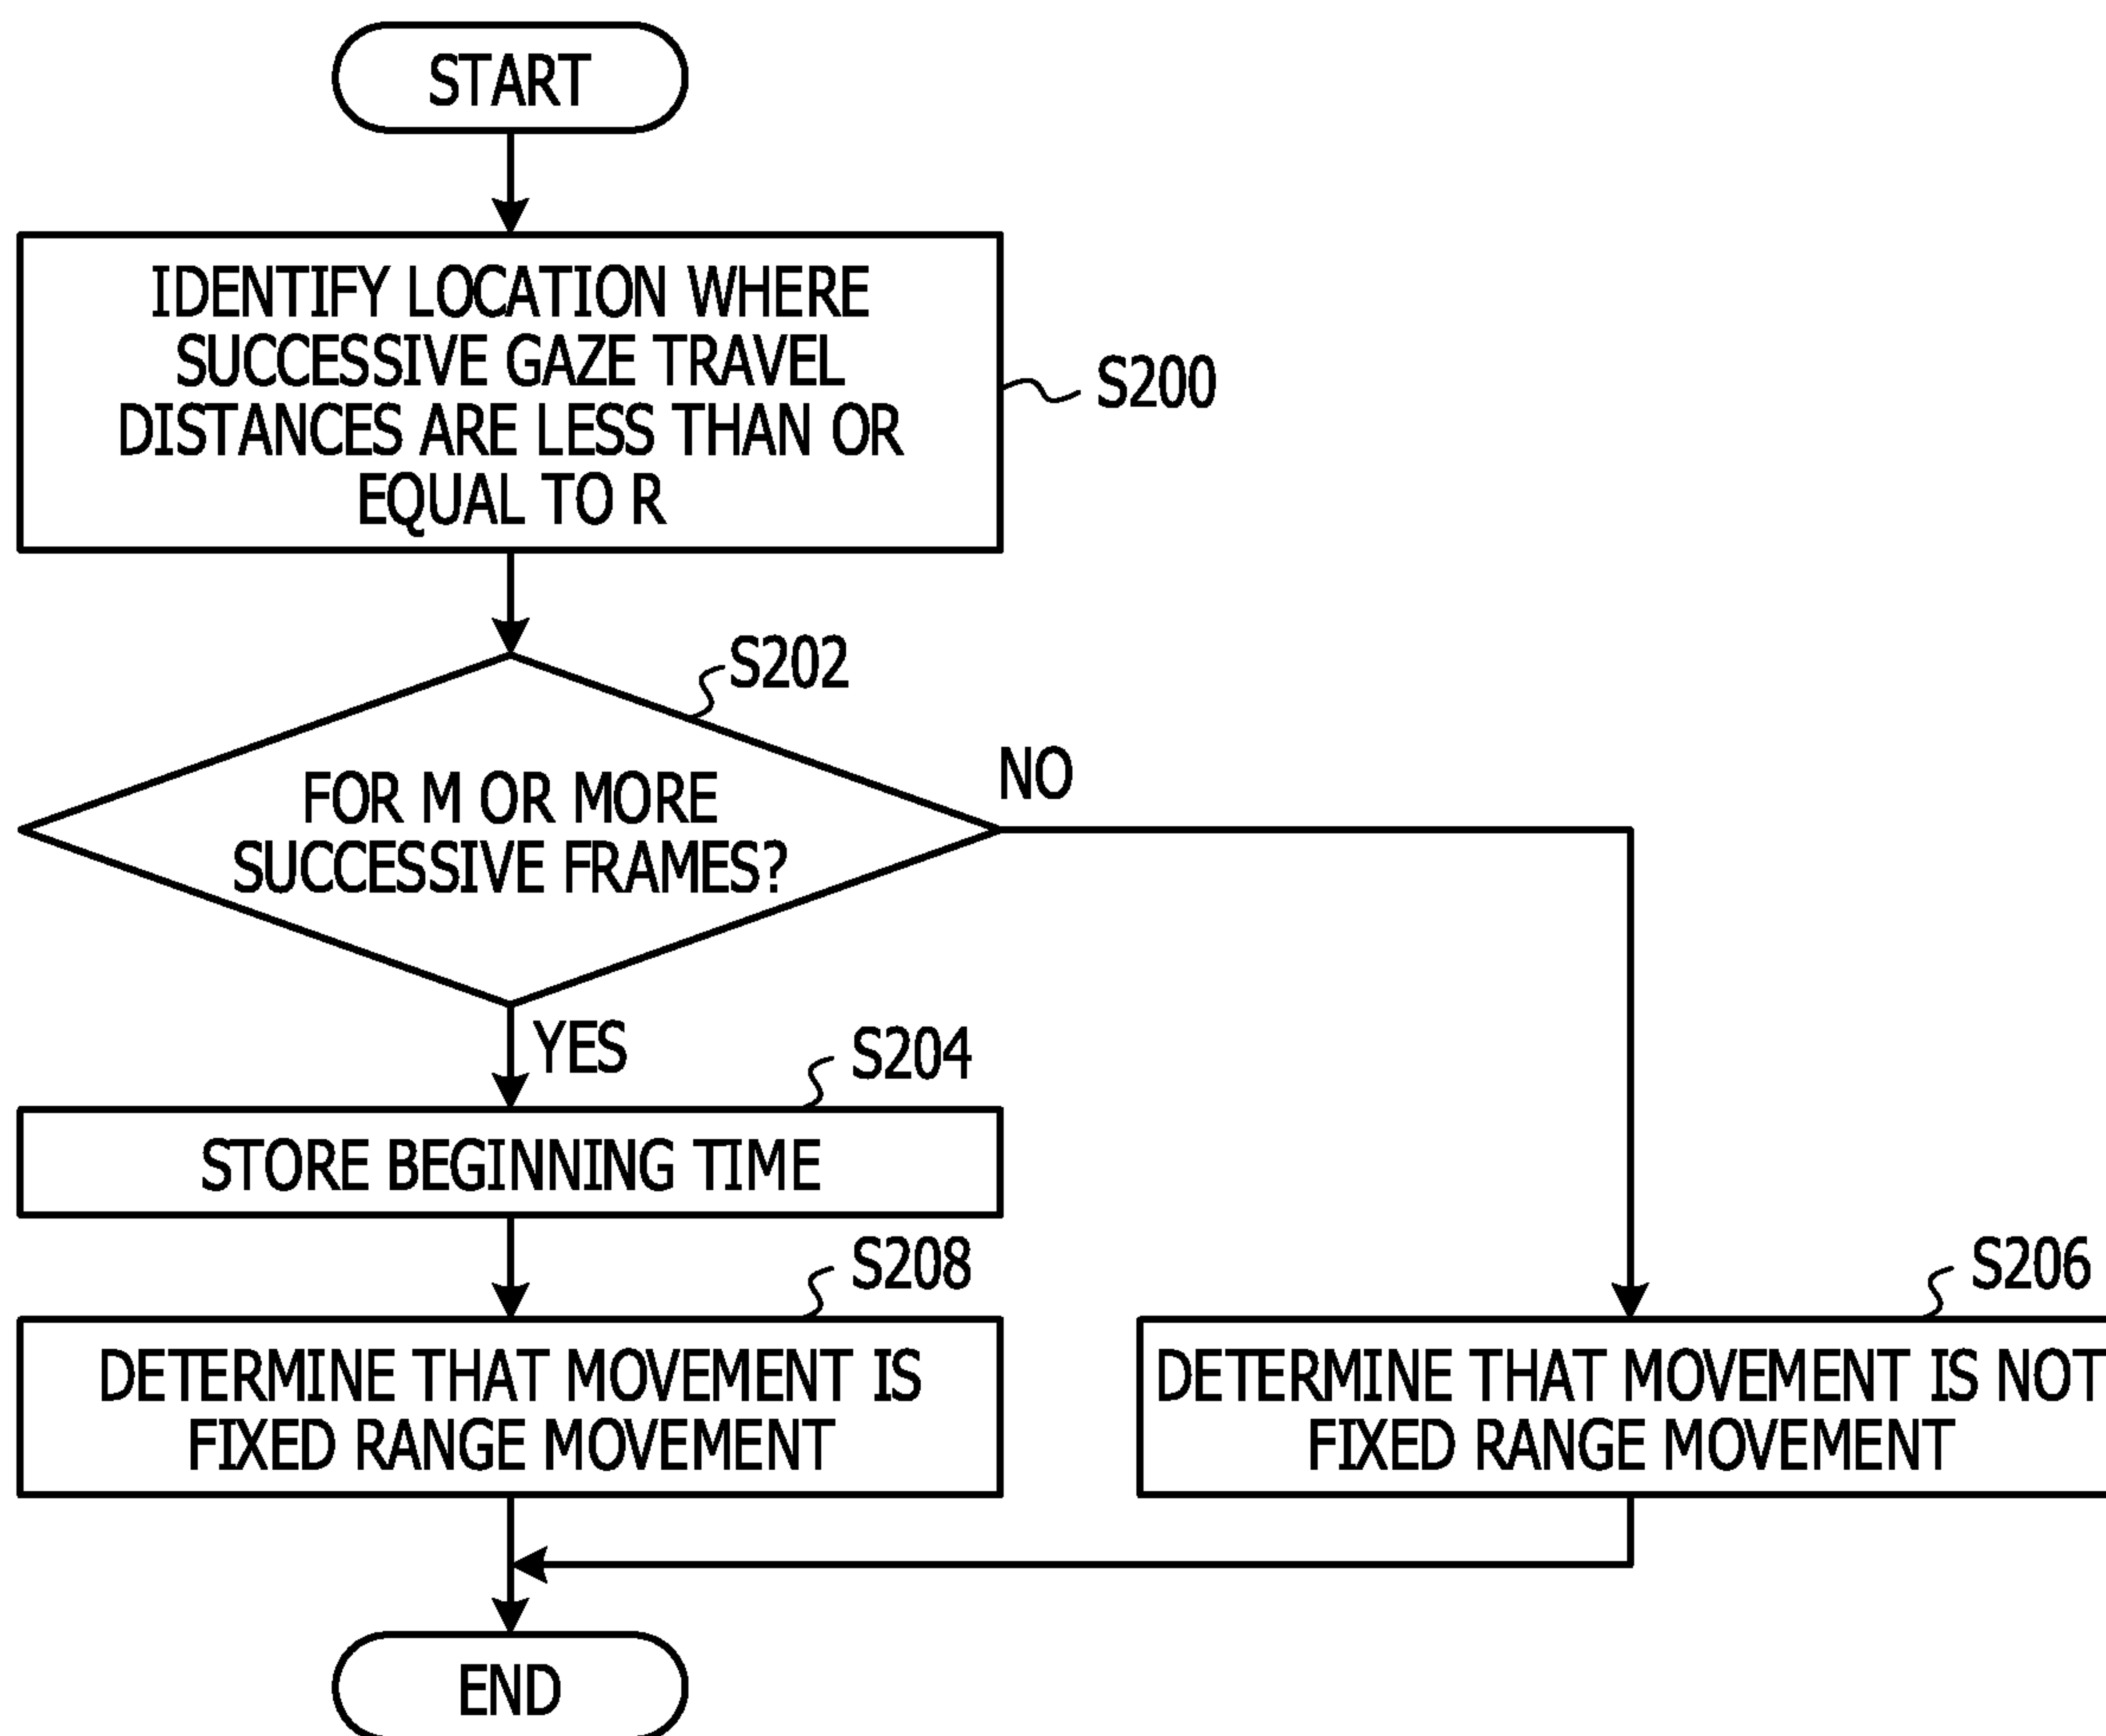 START
IDENTIFY LOCATION WHERE
SUCCESSIVE GAZE TRAVEL
DISTANCES ARE LESS THAN OR
EQUAL TO R
S200
S202
FOR M OR MORE
SUCCESSIVE FRAMES?
NO
YES
S204
STORE BEGINNING TIME
S208
DETERMINE THAT MOVEMENT IS
FIXED RANGE MOVEMENT
S206
DETERMINE THAT MOVEMENT IS NOT
FIXED RANGE MOVEMENT
END